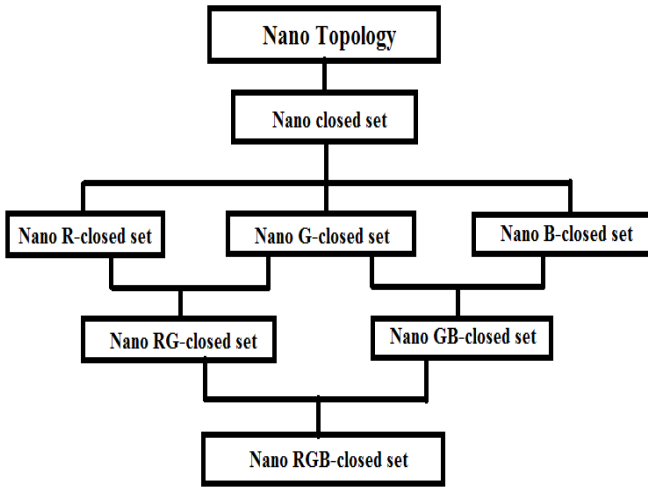 Nano Topology
Nano closed set
Nano R-closed set
Nano G-closed set
Nano B-closed set
Nano RG-closed set
Nano GB-closed set
Nano RGB-closed set